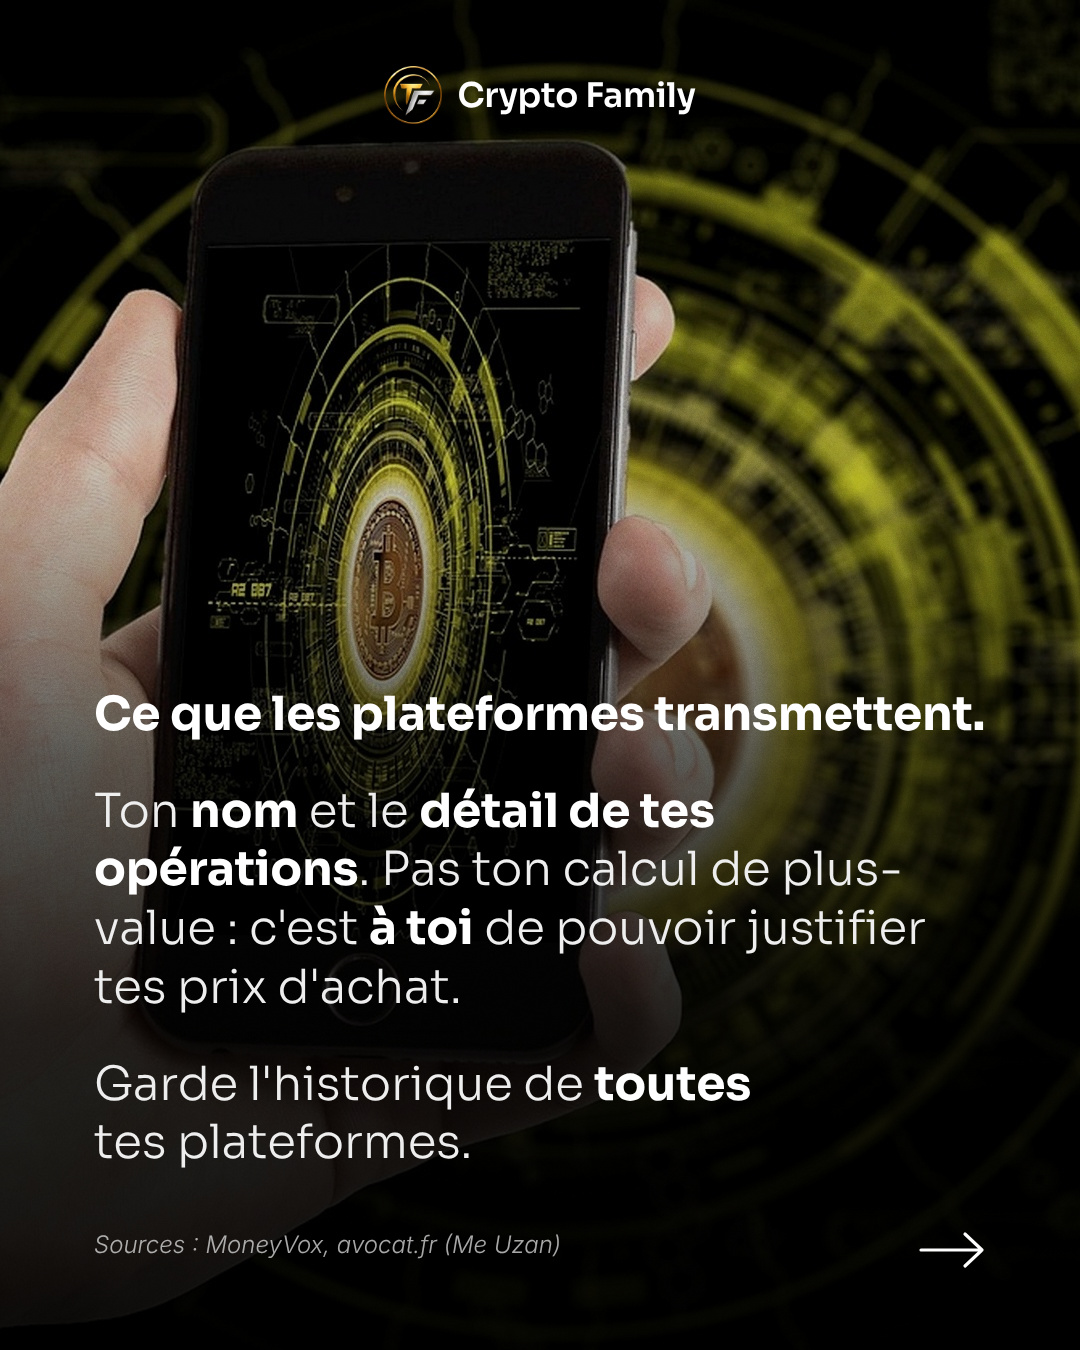 Crypto Family
Ce que les plateformes transmettent.
Ton nom et le détail de tes
opérations. Pas ton calcul de plus-
value : c'est à toi de pouvoir justifier
tes prix d'achat.
Garde l'historique de toutes
tes plateformes.
Sources : MoneyVox, avocat.fr (Me Uzan)